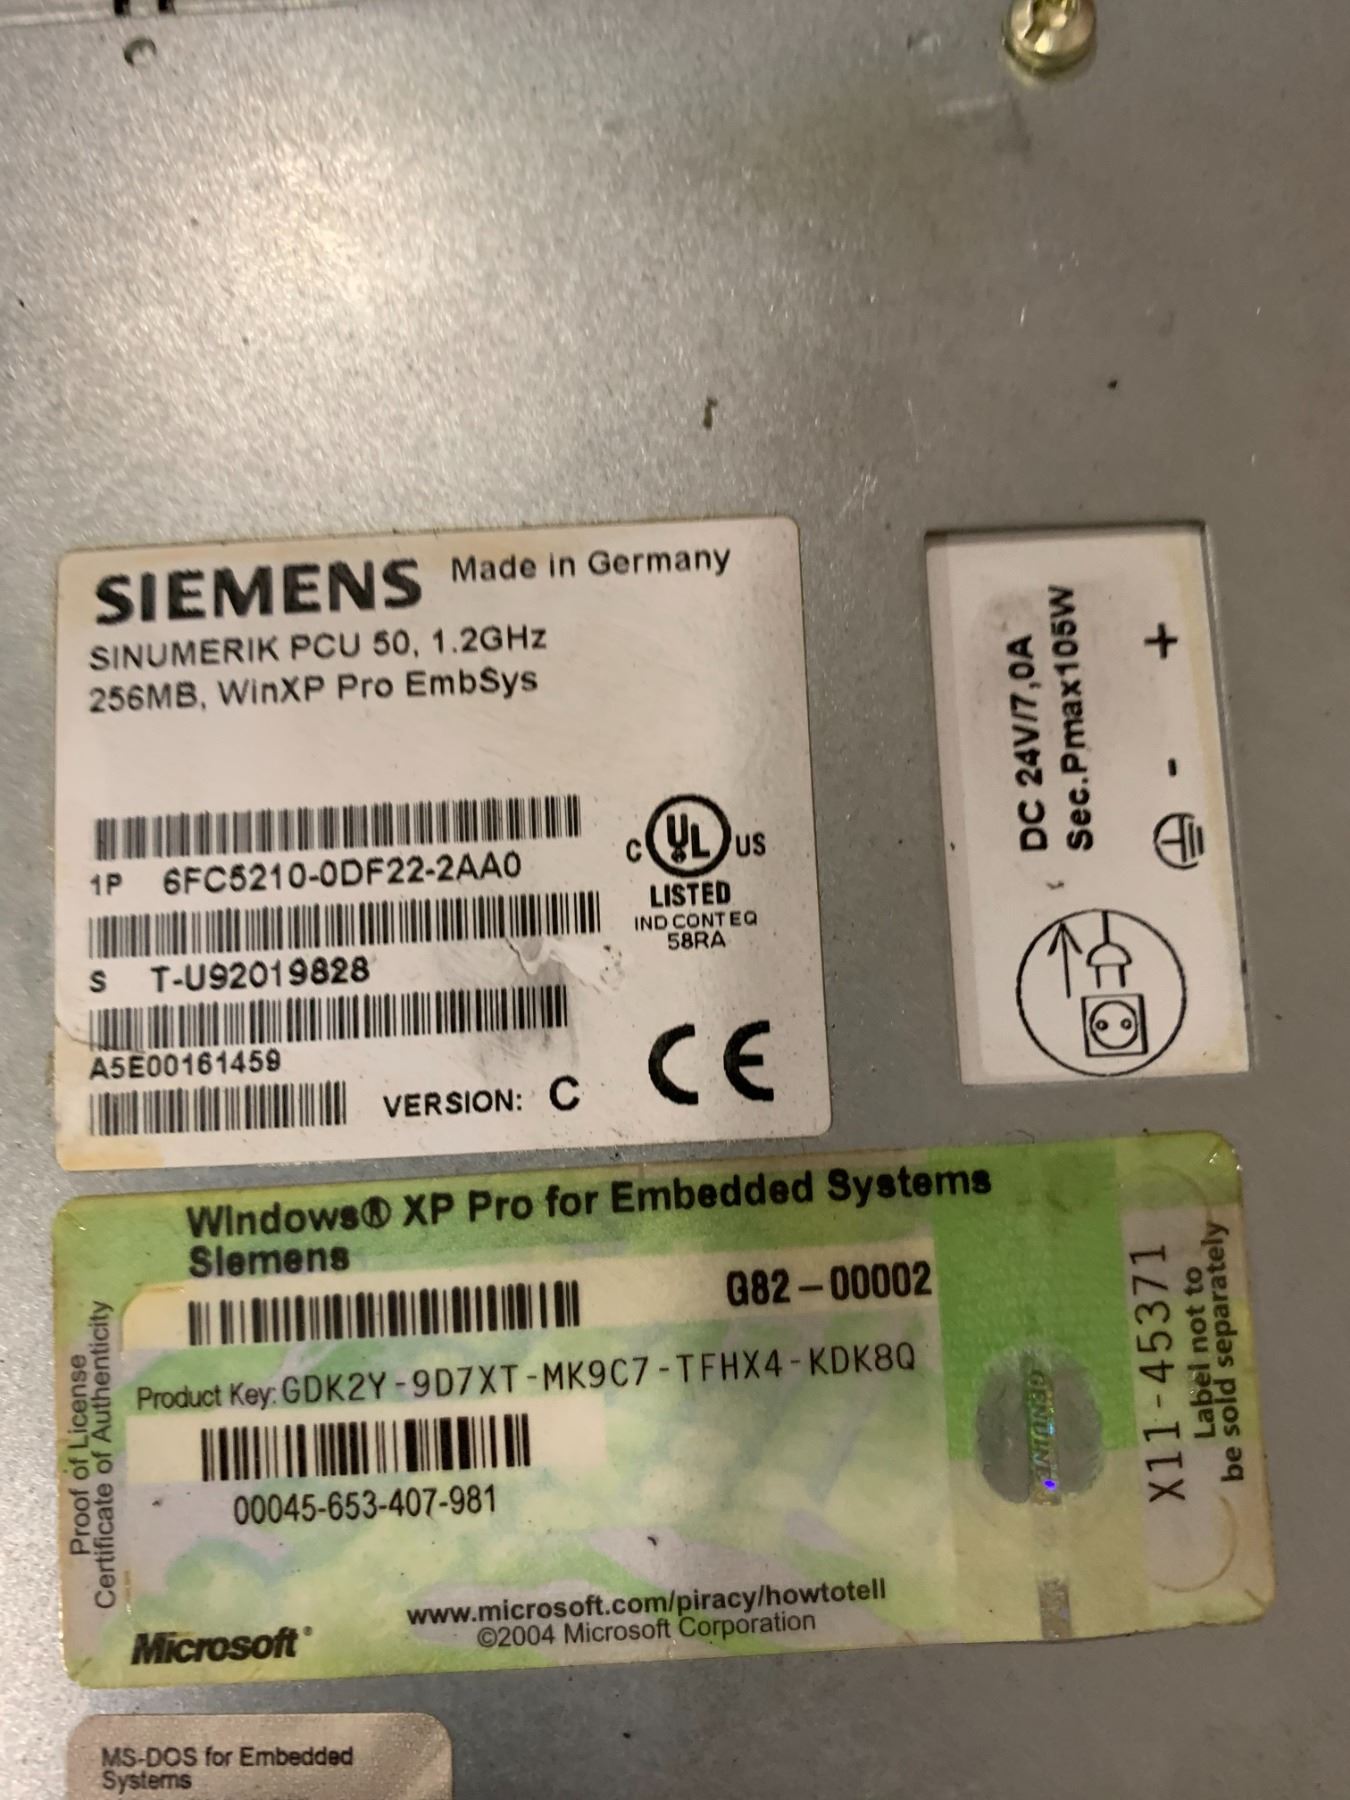 SIEMENS Made in Germany
SINUMERIK PCU 50, 1.2GHz
256MB, WinXP Pro EmbSys
1P 6FC5210-0DF22-2AA0
S T-U92019828
A5E00161459
VERSION: C
C UL US
LISTED
IND CONT EQ
58RA
CE
DC 24V/7,0A
Sec.Pmax105W
+
-
Windows® XP Pro for Embedded Systems
Siemens
G82-00002
Product Key: GDK2Y-9D7XT-MK9C7-TFHX4-KDK8Q
00045-653-407-981
Proof of License
Certificate of Authenticity
GENUINE
X11-45371
Label not to
be sold separately
www.microsoft.com/piracy/howtotell
©2004 Microsoft Corporation
Microsoft®
MS-DOS for Embedded
Systems